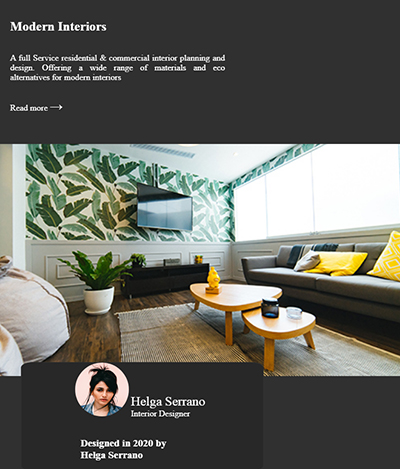 Modern Interiors
A full Service residential & commercial interior planning and
design. Offering a wide range of materials and eco
alternatives for modern interiors
Read more →
Helga Serrano
Interior Designer
Designed in 2020 by
Helga Serrano